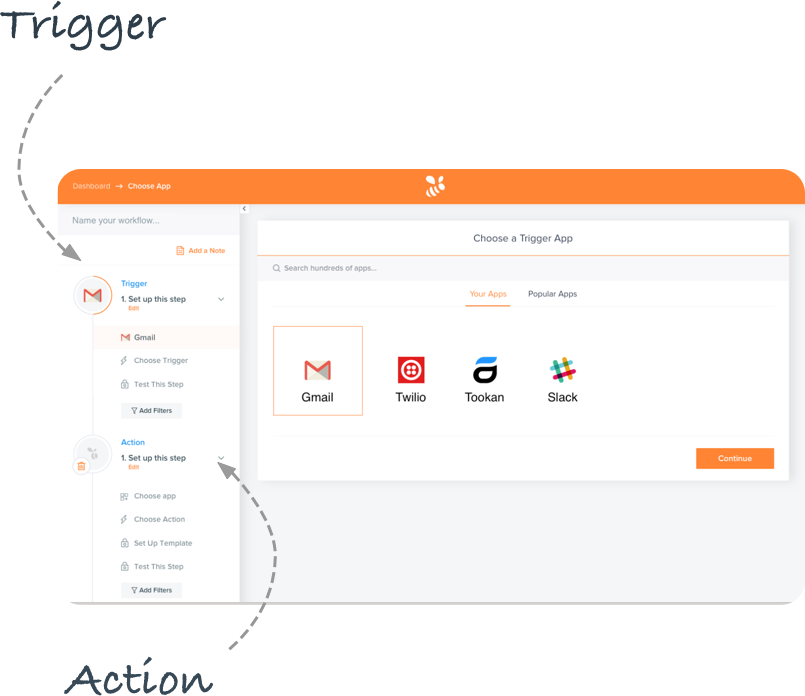 Trigger
Dashboard → Choose App
Name your workflow...
Add a Note
Trigger
1. Set up this step
Edit
Gmail
Choose Trigger
Test This Step
Add Filters
Action
1. Set up this step
Edit
Choose app
Choose Action
Set Up Template
Test This Step
Add Filters
Choose a Trigger App
Search hundreds of apps...
Your Apps Popular Apps
Gmail Twilio Tookan Slack
Continue
Action